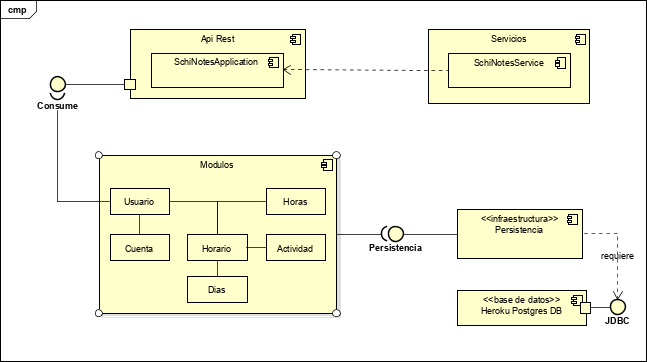 cmp
Api Rest
SchiNotesApplication
Servicios
SchiNotesService
Consume
Modulos
Usuario
Horas
Cuenta
Horario
Actividad
Dias
Persistencia
<<infraestructura>>
Persistencia
requiere
<<base de datos>>
Heroku Postgres DB
JDBC